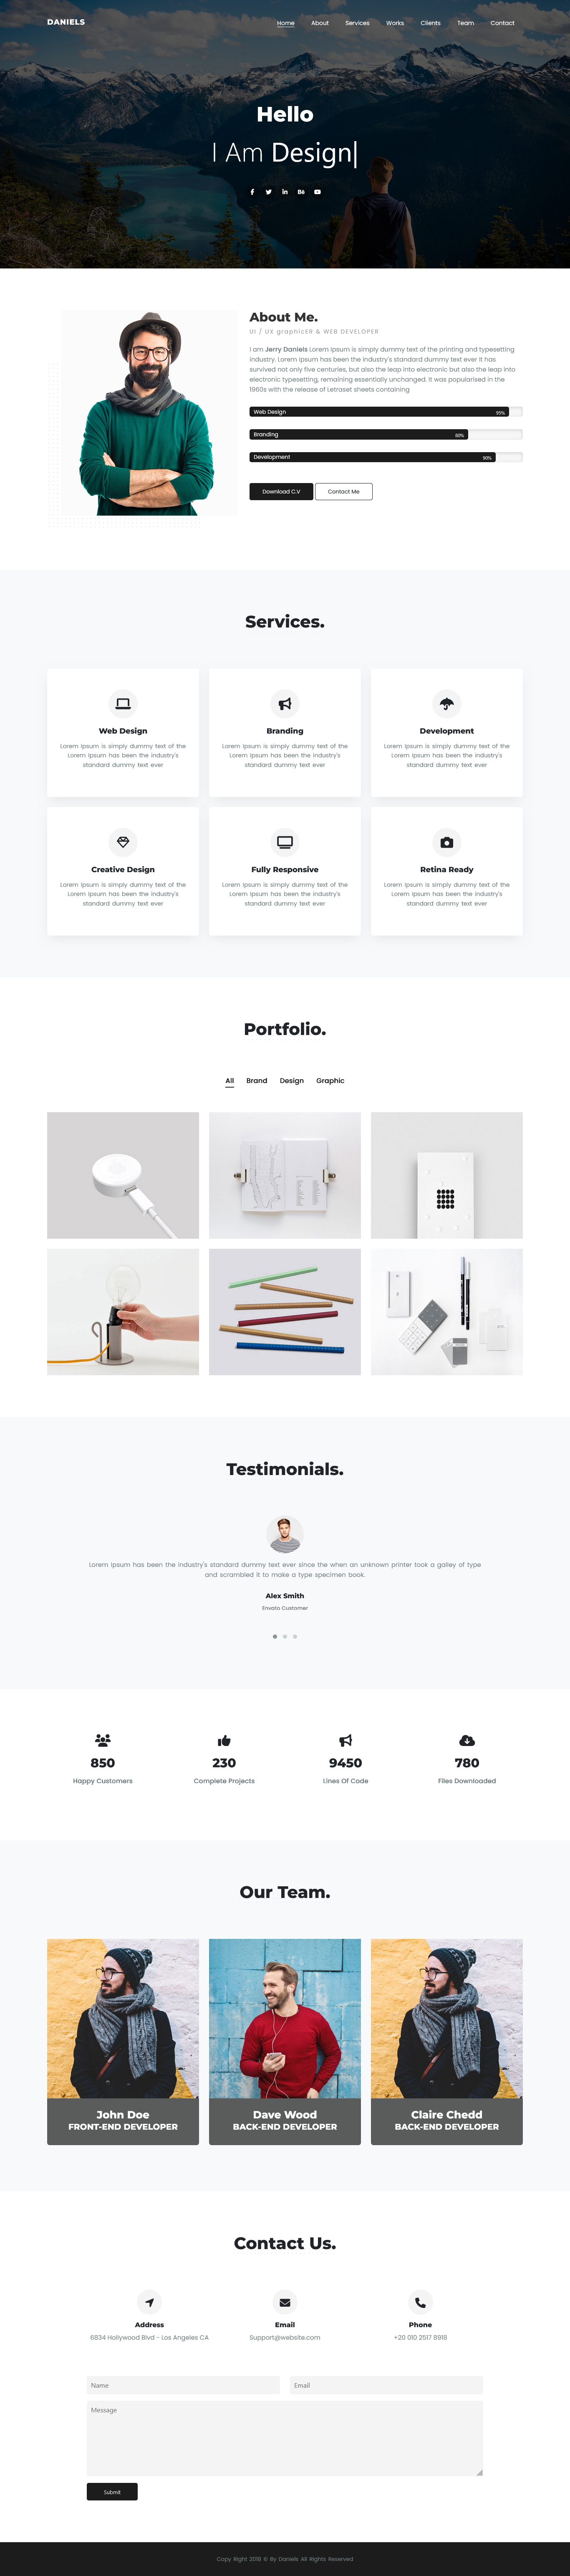 DANIELS
Home About Services Works Clients Team Contact
Hello
I Am Design|
About Me.
UI / UX graphicER & WEB DEVELOPER
I am Jerry Daniels Lorem Ipsum is simply dummy text of the printing and typesetting
industry. Lorem Ipsum has been the industry's standard dummy text ever It has
survived not only five centuries, but also the leap into electronic but also the leap into
electronic typesetting, remaining essentially unchanged. It was popularised in the
1960s with the release of Letraset sheets containing
Web Design 95%
Branding 80%
Development 90%
Download C.V Contact Me
Services.
Web Design
Lorem Ipsum is simply dummy text of the
Lorem Ipsum has been the industry's
standard dummy text ever
Branding
Lorem Ipsum is simply dummy text of the
Lorem Ipsum has been the industry's
standard dummy text ever
Development
Lorem Ipsum is simply dummy text of the
Lorem Ipsum has been the industry's
standard dummy text ever
Creative Design
Lorem Ipsum is simply dummy text of the
Lorem Ipsum has been the industry's
standard dummy text ever
Fully Responsive
Lorem Ipsum is simply dummy text of the
Lorem Ipsum has been the industry's
standard dummy text ever
Retina Ready
Lorem Ipsum is simply dummy text of the
Lorem Ipsum has been the industry's
standard dummy text ever
Portfolio.
All Brand Design Graphic
Testimonials.
Lorem Ipsum has been the industry's standard dummy text ever since the when an unknown printer took a galley of type
and scrambled it to make a type specimen book.
Alex Smith
Envato Customer
850
Happy Customers
230
Complete Projects
9450
Lines Of Code
780
Files Downloaded
Our Team.
John Doe
FRONT-END DEVELOPER
Dave Wood
BACK-END DEVELOPER
Claire Chedd
BACK-END DEVELOPER
Contact Us.
Address
6834 Hollywood Blvd - Los Angeles CA
Email
Support@website.com
Phone
+20 010 2517 8918
Name
Email
Message
Submit
Copy Right 2018 © By Daniels All Rights Reserved